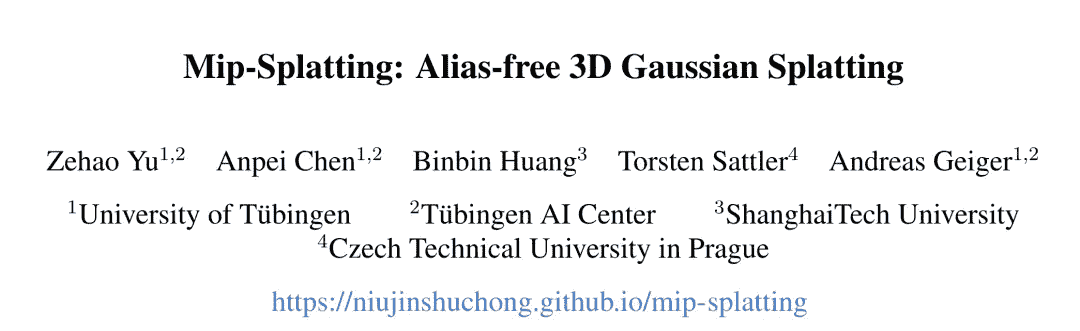 Mip-Splatting: Alias-free 3D Gaussian Splatting
Zehao Yu1,2 Anpei Chen1,2 Binbin Huang3 Torsten Sattler4 Andreas Geiger1,2
1University of Tübingen 2Tübingen AI Center 3ShanghaiTech University
4Czech Technical University in Prague
https://niujinshuchong.github.io/mip-splatting